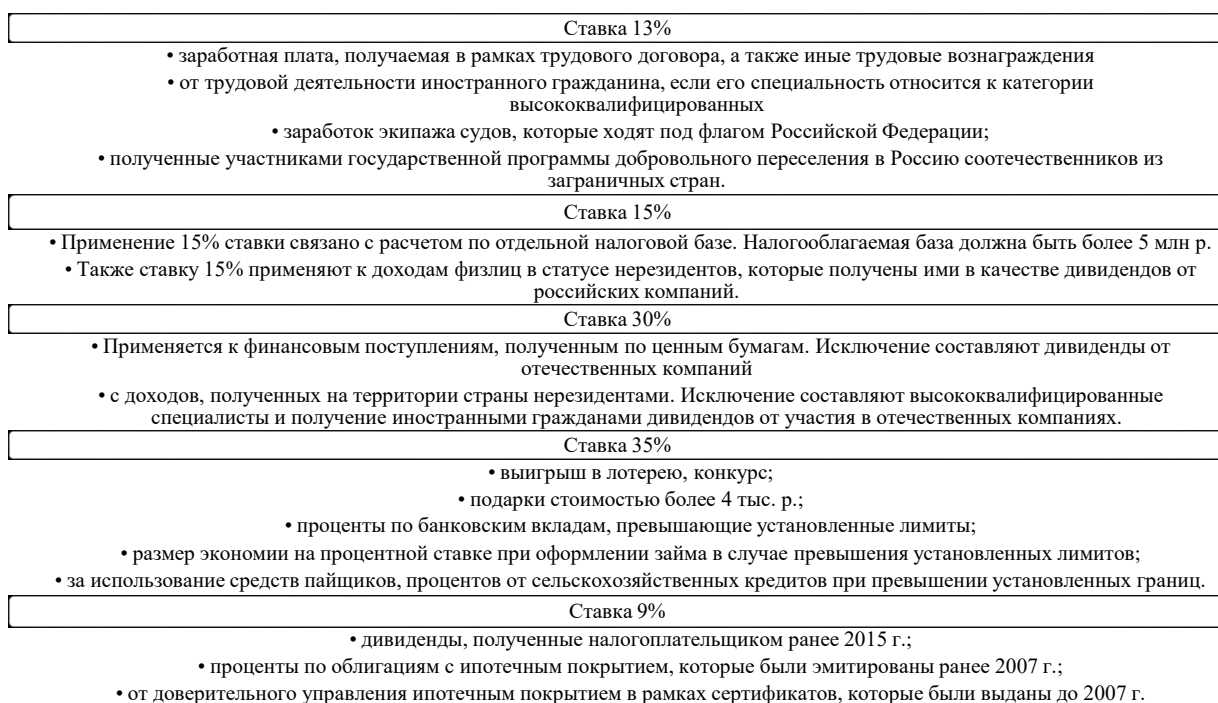 Ставка 13%
• заработная плата, получаемая в рамках трудового договора, а также иные трудовые вознаграждения
• от трудовой деятельности иностранного гражданина, если его специальность относится к категории
высококвалифицированных
• заработок экипажа судов, которые ходят под флагом Российской Федерации;
• полученные участниками государственной программы добровольного переселения в Россию соотечественников из
заграничных стран.
Ставка 15%
• Применение 15% ставки связано с расчетом по отдельной налоговой базе. Налогооблагаемая база должна быть более 5 млн р.
• Также ставку 15% применяют к доходам физлиц в статусе нерезидентов, которые получены ими в качестве дивидендов от
российских компаний.
Ставка 30%
• Применяется к финансовым поступлениям, полученным по ценным бумагам. Исключение составляют дивиденды от
отечественных компаний
• с доходов, полученных на территории страны нерезидентами. Исключение составляют высококвалифицированные
специалисты и получение иностранными гражданами дивидендов от участия в отечественных компаниях.
Ставка 35%
• выигрыш в лотерею, конкурс;
• подарки стоимостью более 4 тыс. р.;
• проценты по банковским вкладам, превышающие установленные лимиты;
• размер экономии на процентной ставке при оформлении займа в случае превышения установленных лимитов;
• за использование средств пайщиков, процентов от сельскохозяйственных кредитов при превышении установленных границ.
Ставка 9%
• дивиденды, полученные налогоплательщиком ранее 2015 г.;
• проценты по облигациям с ипотечным покрытием, которые были эмитированы ранее 2007 г.;
• от доверительного управления ипотечным покрытием в рамках сертификатов, которые были выданы до 2007 г.